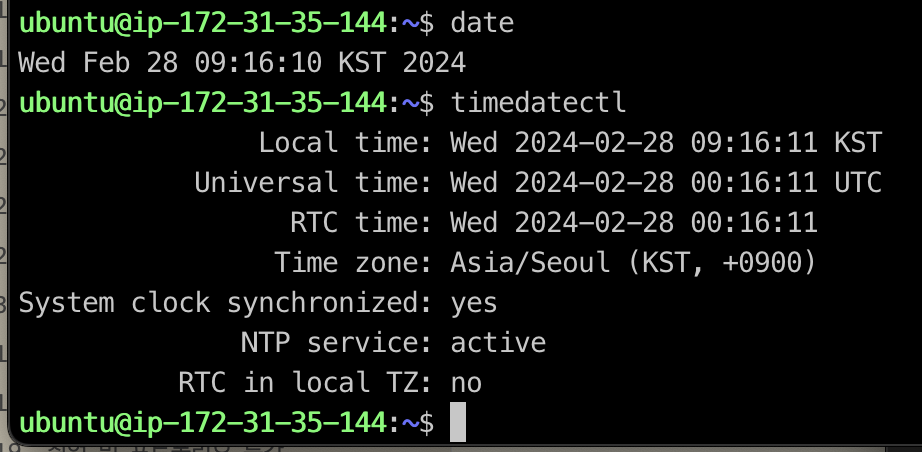 ubuntu@ip-172-31-35-144:~$ date
Wed Feb 28 09:16:10 KST 2024
ubuntu@ip-172-31-35-144:~$ timedatectl
Local time: Wed 2024-02-28 09:16:11 KST
Universal time: Wed 2024-02-28 00:16:11 UTC
RTC time: Wed 2024-02-28 00:16:11
Time zone: Asia/Seoul (KST, +0900)
System clock synchronized: yes
NTP service: active
RTC in local TZ: no
ubuntu@ip-172-31-35-144:~$